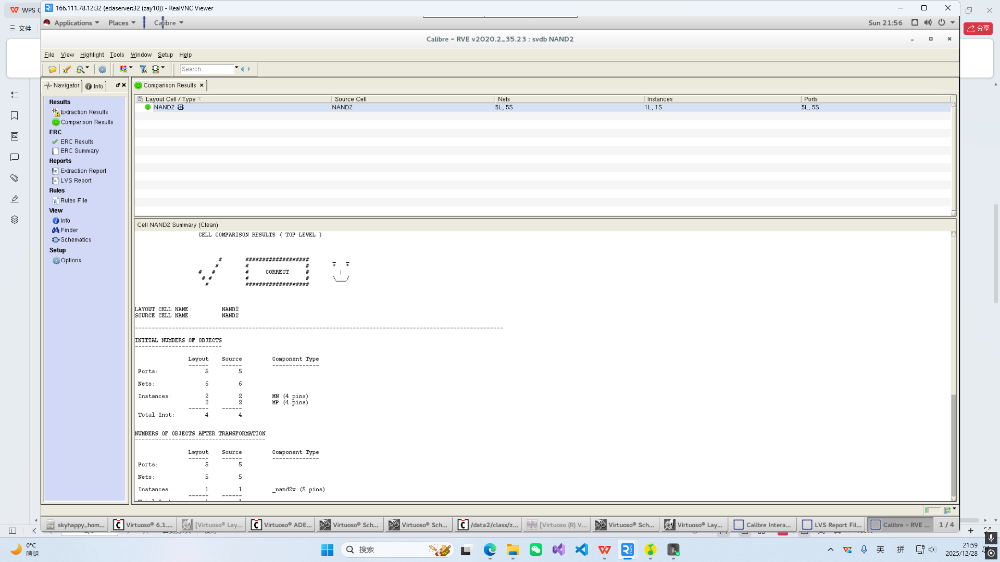 WPS
166.111.78.12:32 (edaserver:32 (zay10)) - RealVNC Viewer
文件
分享
Applications Places Calibre Sun 21:56
Calibre - RVE v2020.2_35.23 : svdb NAND2
File View Highlight Tools Window Setup Help
Search
Navigator Info
Comparison Results
Results
Extraction Results
Comparison Results
ERC
ERC Results
ERC Summary
Reports
Extraction Report
LVS Report
Rules
Rules File
View
Info
Finder
Schematics
Setup
Options
Layout Cell / Type Source Cell Nets Instances Ports
NAND2 NAND2 5L, 5S 1L, 1S 5L, 5S
Cell NAND2 Summary (Clean)
CELL COMPARISON RESULTS ( TOP LEVEL )
# ################### _ _
# # # * *
# # # CORRECT # |
# # # # \___/
# ###################
LAYOUT CELL NAME: NAND2
SOURCE CELL NAME: NAND2
INITIAL NUMBERS OF OBJECTS
Layout Source Component Type
Ports: 5 5
Nets: 6 6
Instances: 2 2 MN (4 pins)
2 2 MP (4 pins)
Total Inst: 4 4
NUMBERS OF OBJECTS AFTER TRANSFORMATION
Layout Source Component Type
Ports: 5 5
Nets: 5 5
Instances: 1 1 _nand2v (5 pins)
skyhappy_hom... Virtuoso® 6.1.... [Virtuoso® Lay... Virtuoso® ADE... Virtuoso® Sch... Virtuoso® Sch... /data2/class/z... [Virtuoso (R) V... Virtuoso® Sch... Virtuoso® Lay... Calibre Intera... LVS Report Fil... Calibre - RVE ... 1 / 4
0°C
晴朗
搜索
英 拼
21:59
2025/12/28